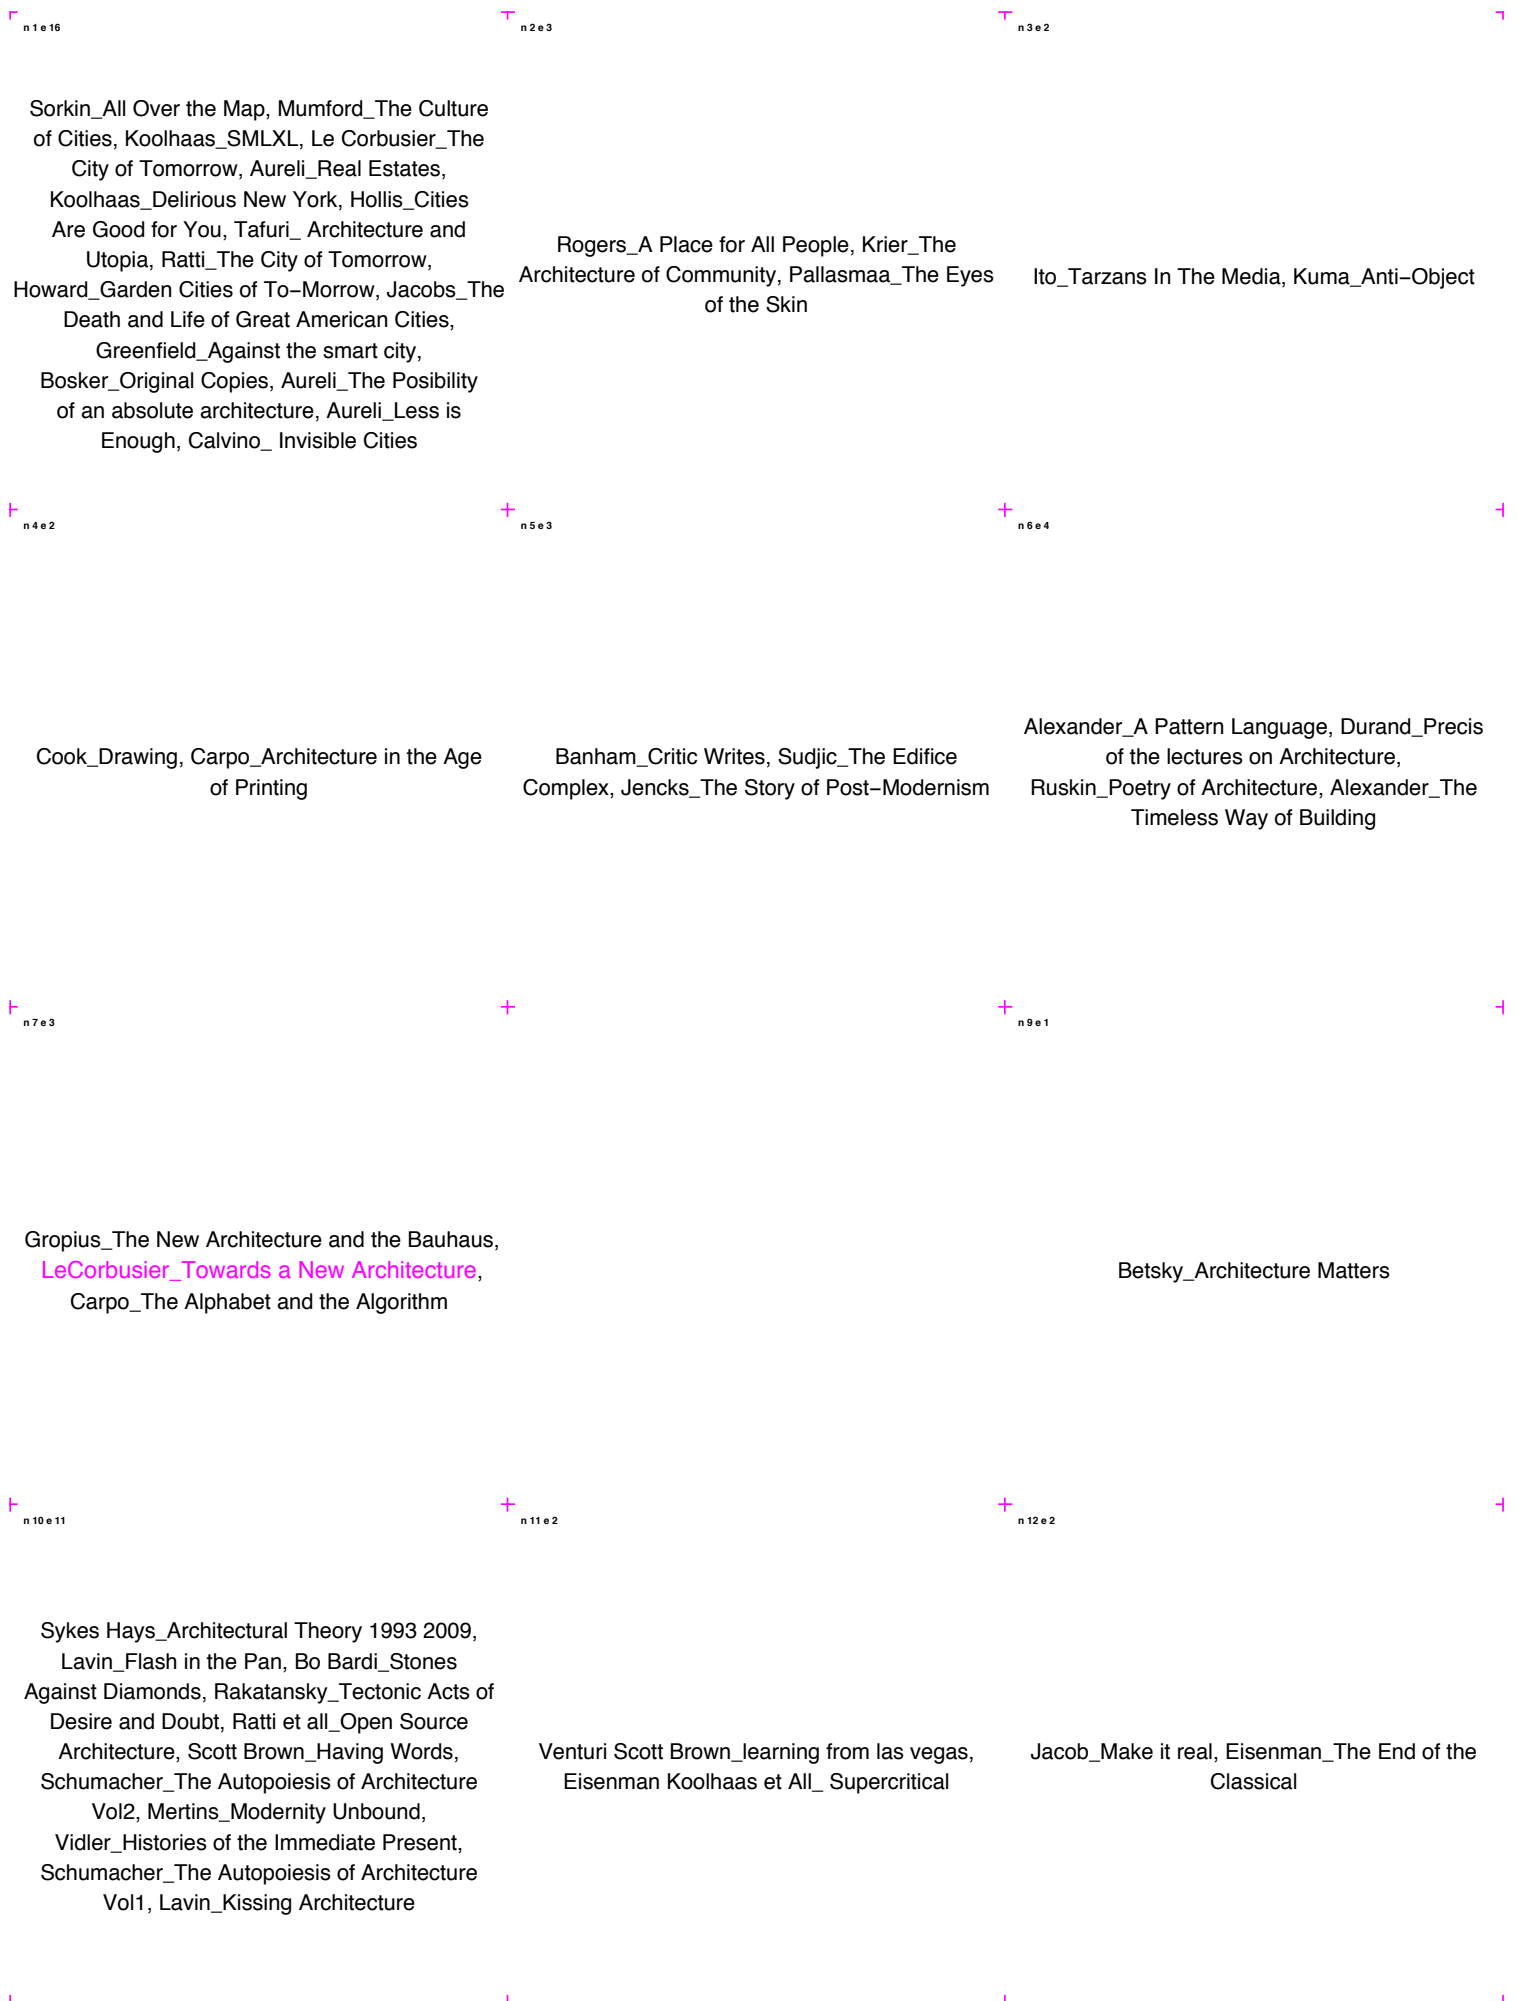 n 1 e 16
Sorkin_All Over the Map, Mumford_The Culture
of Cities, Koolhaas_SMLXL, Le Corbusier_The
City of Tomorrow, Aureli_Real Estates,
Koolhaas_Delirious New York, Hollis_Cities
Are Good for You, Tafuri_ Architecture and
Utopia, Ratti_The City of Tomorrow,
Howard_Garden Cities of To–Morrow, Jacobs_The
Death and Life of Great American Cities,
Greenfield_Against the smart city,
Bosker_Original Copies, Aureli_The Posibility
of an absolute architecture, Aureli_Less is
Enough, Calvino_ Invisible Cities
n 2 e 3
Rogers_A Place for All People, Krier_The
Architecture of Community, Pallasmaa_The Eyes
of the Skin
n 3 e 2
Ito_Tarzans In The Media, Kuma_Anti–Object
n 4 e 2
Cook_Drawing, Carpo_Architecture in the Age
of Printing
n 5 e 3
Banham_Critic Writes, Sudjic_The Edifice
Complex, Jencks_The Story of Post–Modernism
n 6 e 4
Alexander_A Pattern Language, Durand_Precis
of the lectures on Architecture,
Ruskin_Poetry of Architecture, Alexander_The
Timeless Way of Building
n 7 e 3
Gropius_The New Architecture and the Bauhaus,
LeCorbusier_Towards a New Architecture,
Carpo_The Alphabet and the Algorithm
n 9 e 1
Betsky_Architecture Matters
n 10 e 11
Sykes Hays_Architectural Theory 1993 2009,
Lavin_Flash in the Pan, Bo Bardi_Stones
Against Diamonds, Rakatansky_Tectonic Acts of
Desire and Doubt, Ratti et all_Open Source
Architecture, Scott Brown_Having Words,
Schumacher_The Autopoiesis of Architecture
Vol2, Mertins_Modernity Unbound,
Vidler_Histories of the Immediate Present,
Schumacher_The Autopoiesis of Architecture
Vol1, Lavin_Kissing Architecture
n 11 e 2
Venturi Scott Brown_learning from las vegas,
Eisenman Koolhaas et All_ Supercritical
n 12 e 2
Jacob_Make it real, Eisenman_The End of the
Classical